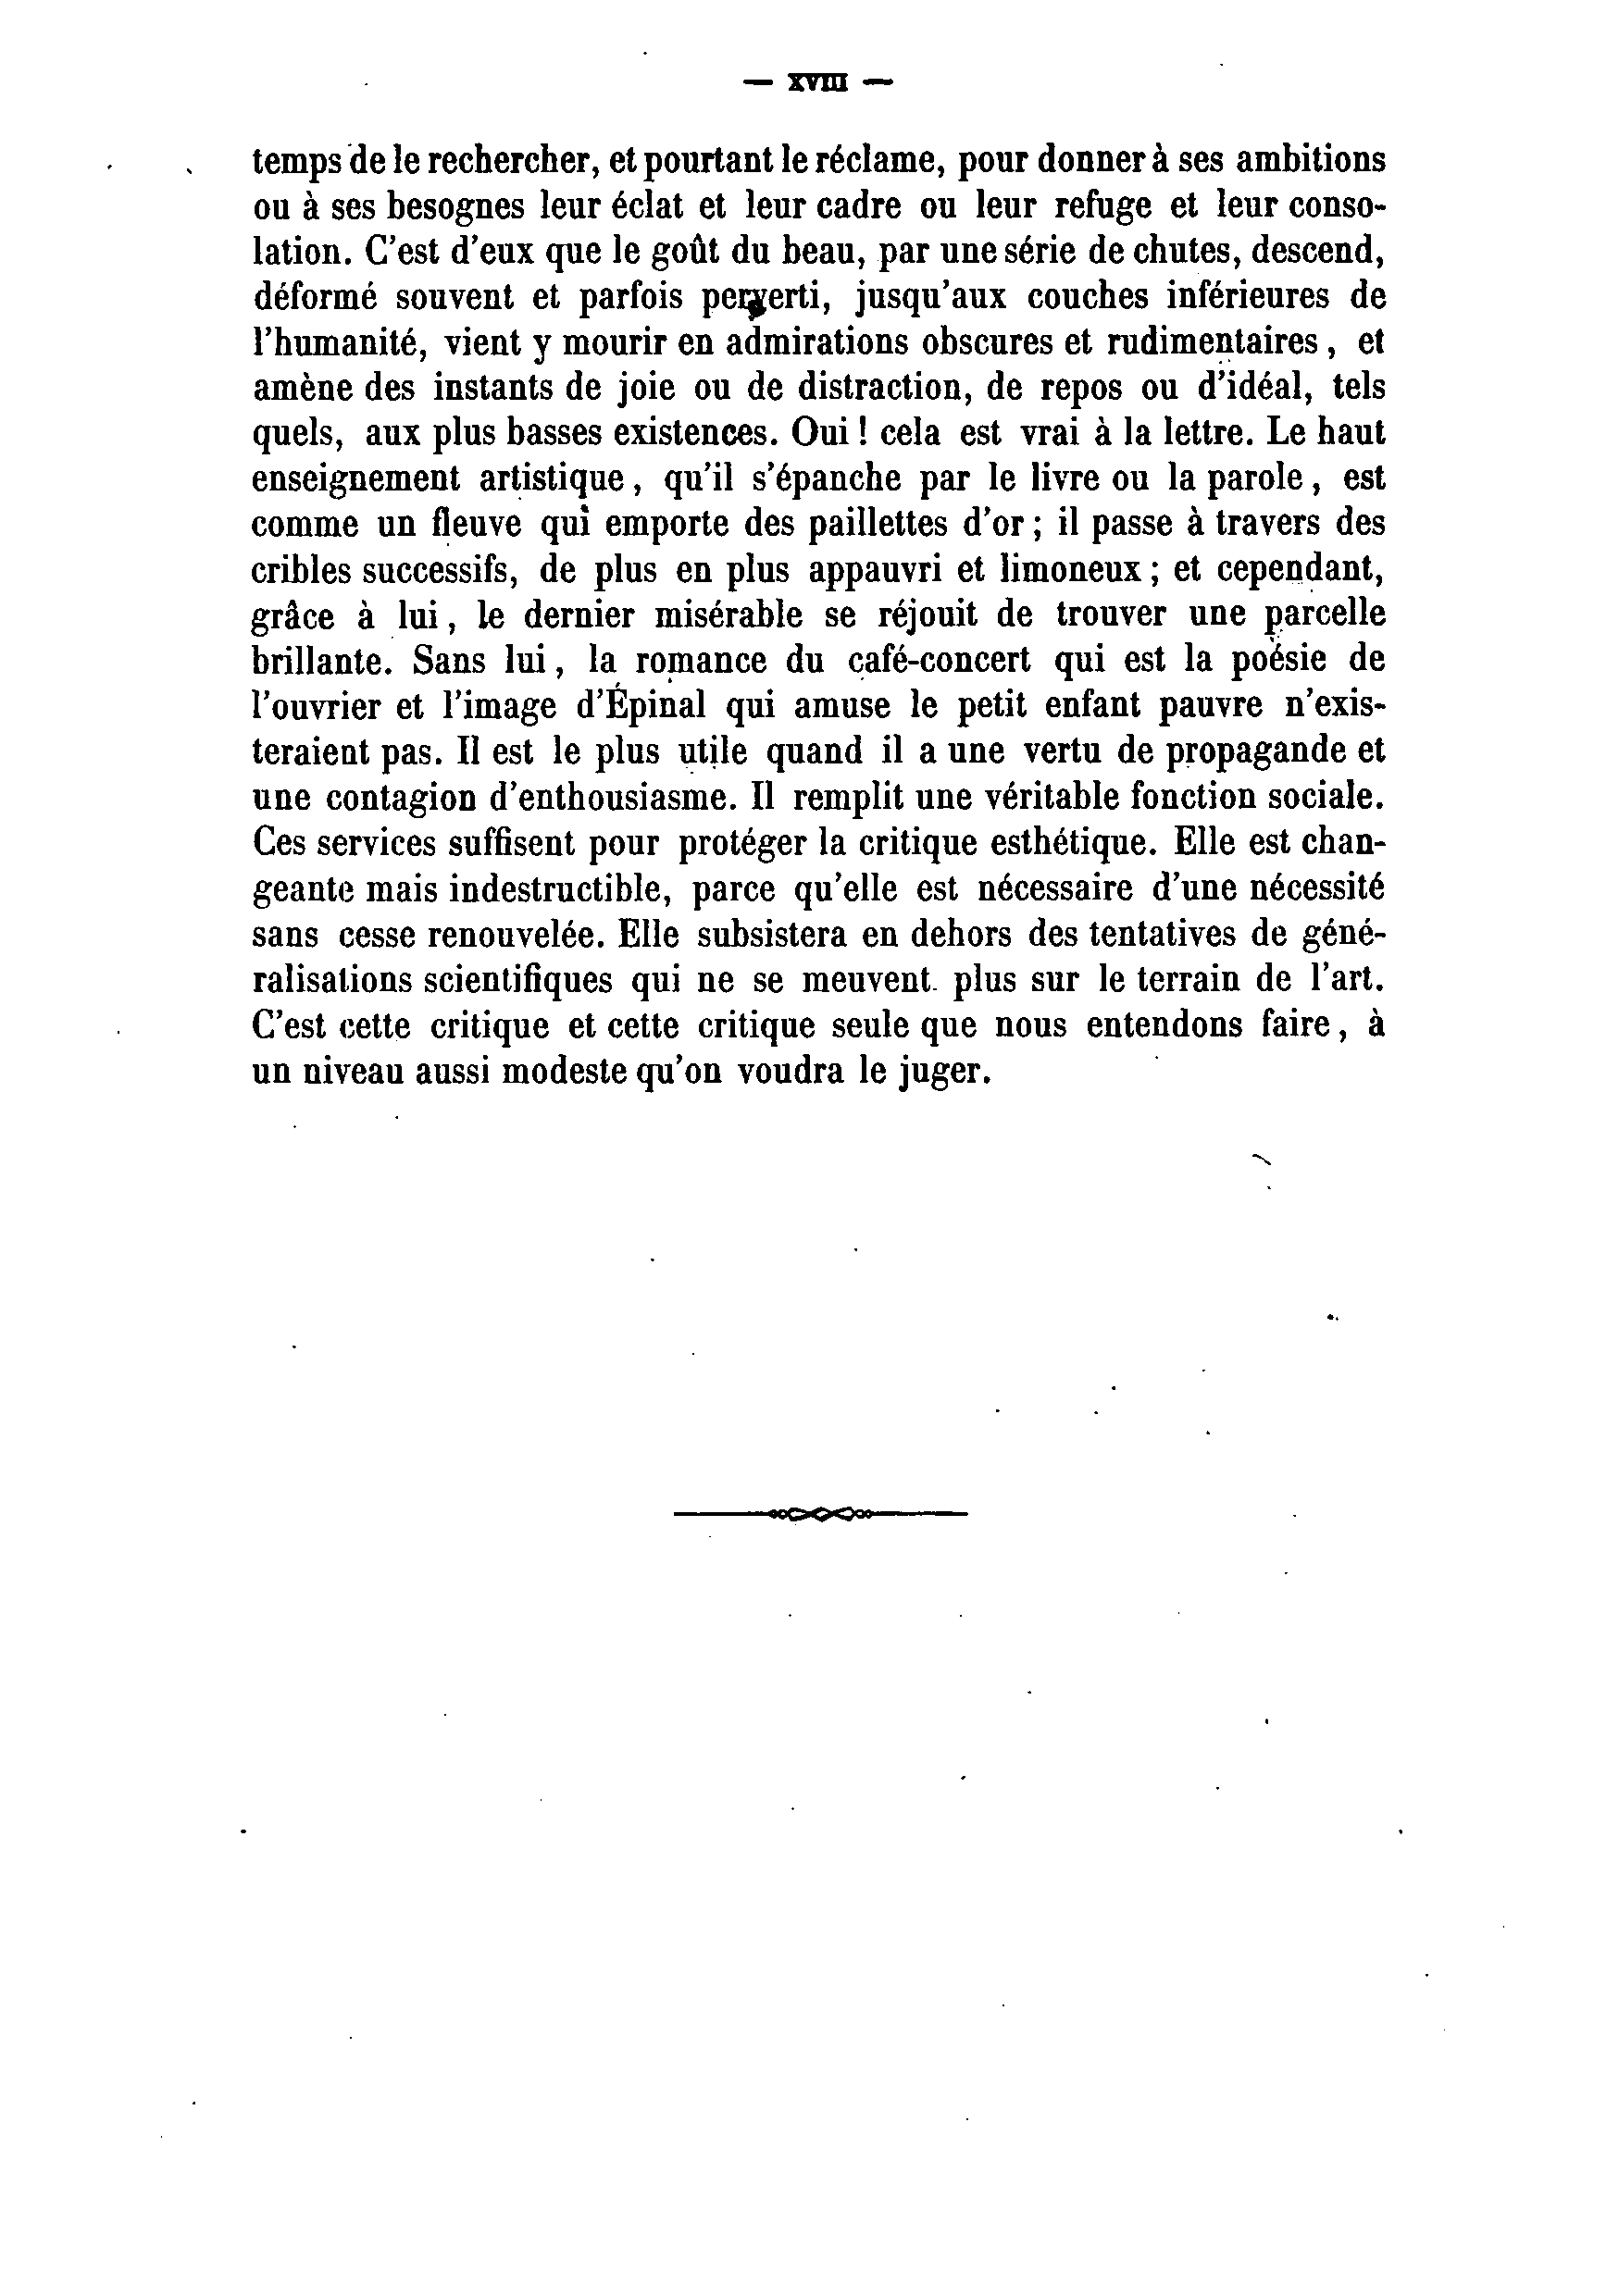 — XVIII —
temps de le rechercher, et pourtant le réclame, pour donner à ses ambitions
ou à ses besognes leur éclat et leur cadre ou leur refuge et leur conso-
lation. C'est d'eux que le goût du beau, par une série de chutes, descend,
déformé souvent et parfois perverti, jusqu'aux couches inférieures de
l'humanité, vient y mourir en admirations obscures et rudimentaires, et
amène des instants de joie ou de distraction, de repos ou d'idéal, tels
quels, aux plus basses existences. Oui ! cela est vrai à la lettre. Le haut
enseignement artistique, qu'il s'épanche par le livre ou la parole, est
comme un fleuve qui emporte des paillettes d'or ; il passe à travers des
cribles successifs, de plus en plus appauvri et limoneux ; et cependant,
grâce à lui, le dernier misérable se réjouit de trouver une parcelle
brillante. Sans lui, la romance du café-concert qui est la poésie de
l'ouvrier et l'image d'Épinal qui amuse le petit enfant pauvre n'exis-
teraient pas. Il est le plus utile quand il a une vertu de propagande et
une contagion d'enthousiasme. Il remplit une véritable fonction sociale.
Ces services suffisent pour protéger la critique esthétique. Elle est chan-
geante mais indestructible, parce qu'elle est nécessaire d'une nécessité
sans cesse renouvelée. Elle subsistera en dehors des tentatives de géné-
ralisations scientifiques qui ne se meuvent plus sur le terrain de l'art.
C'est cette critique et cette critique seule que nous entendons faire, à
un niveau aussi modeste qu'on voudra le juger.